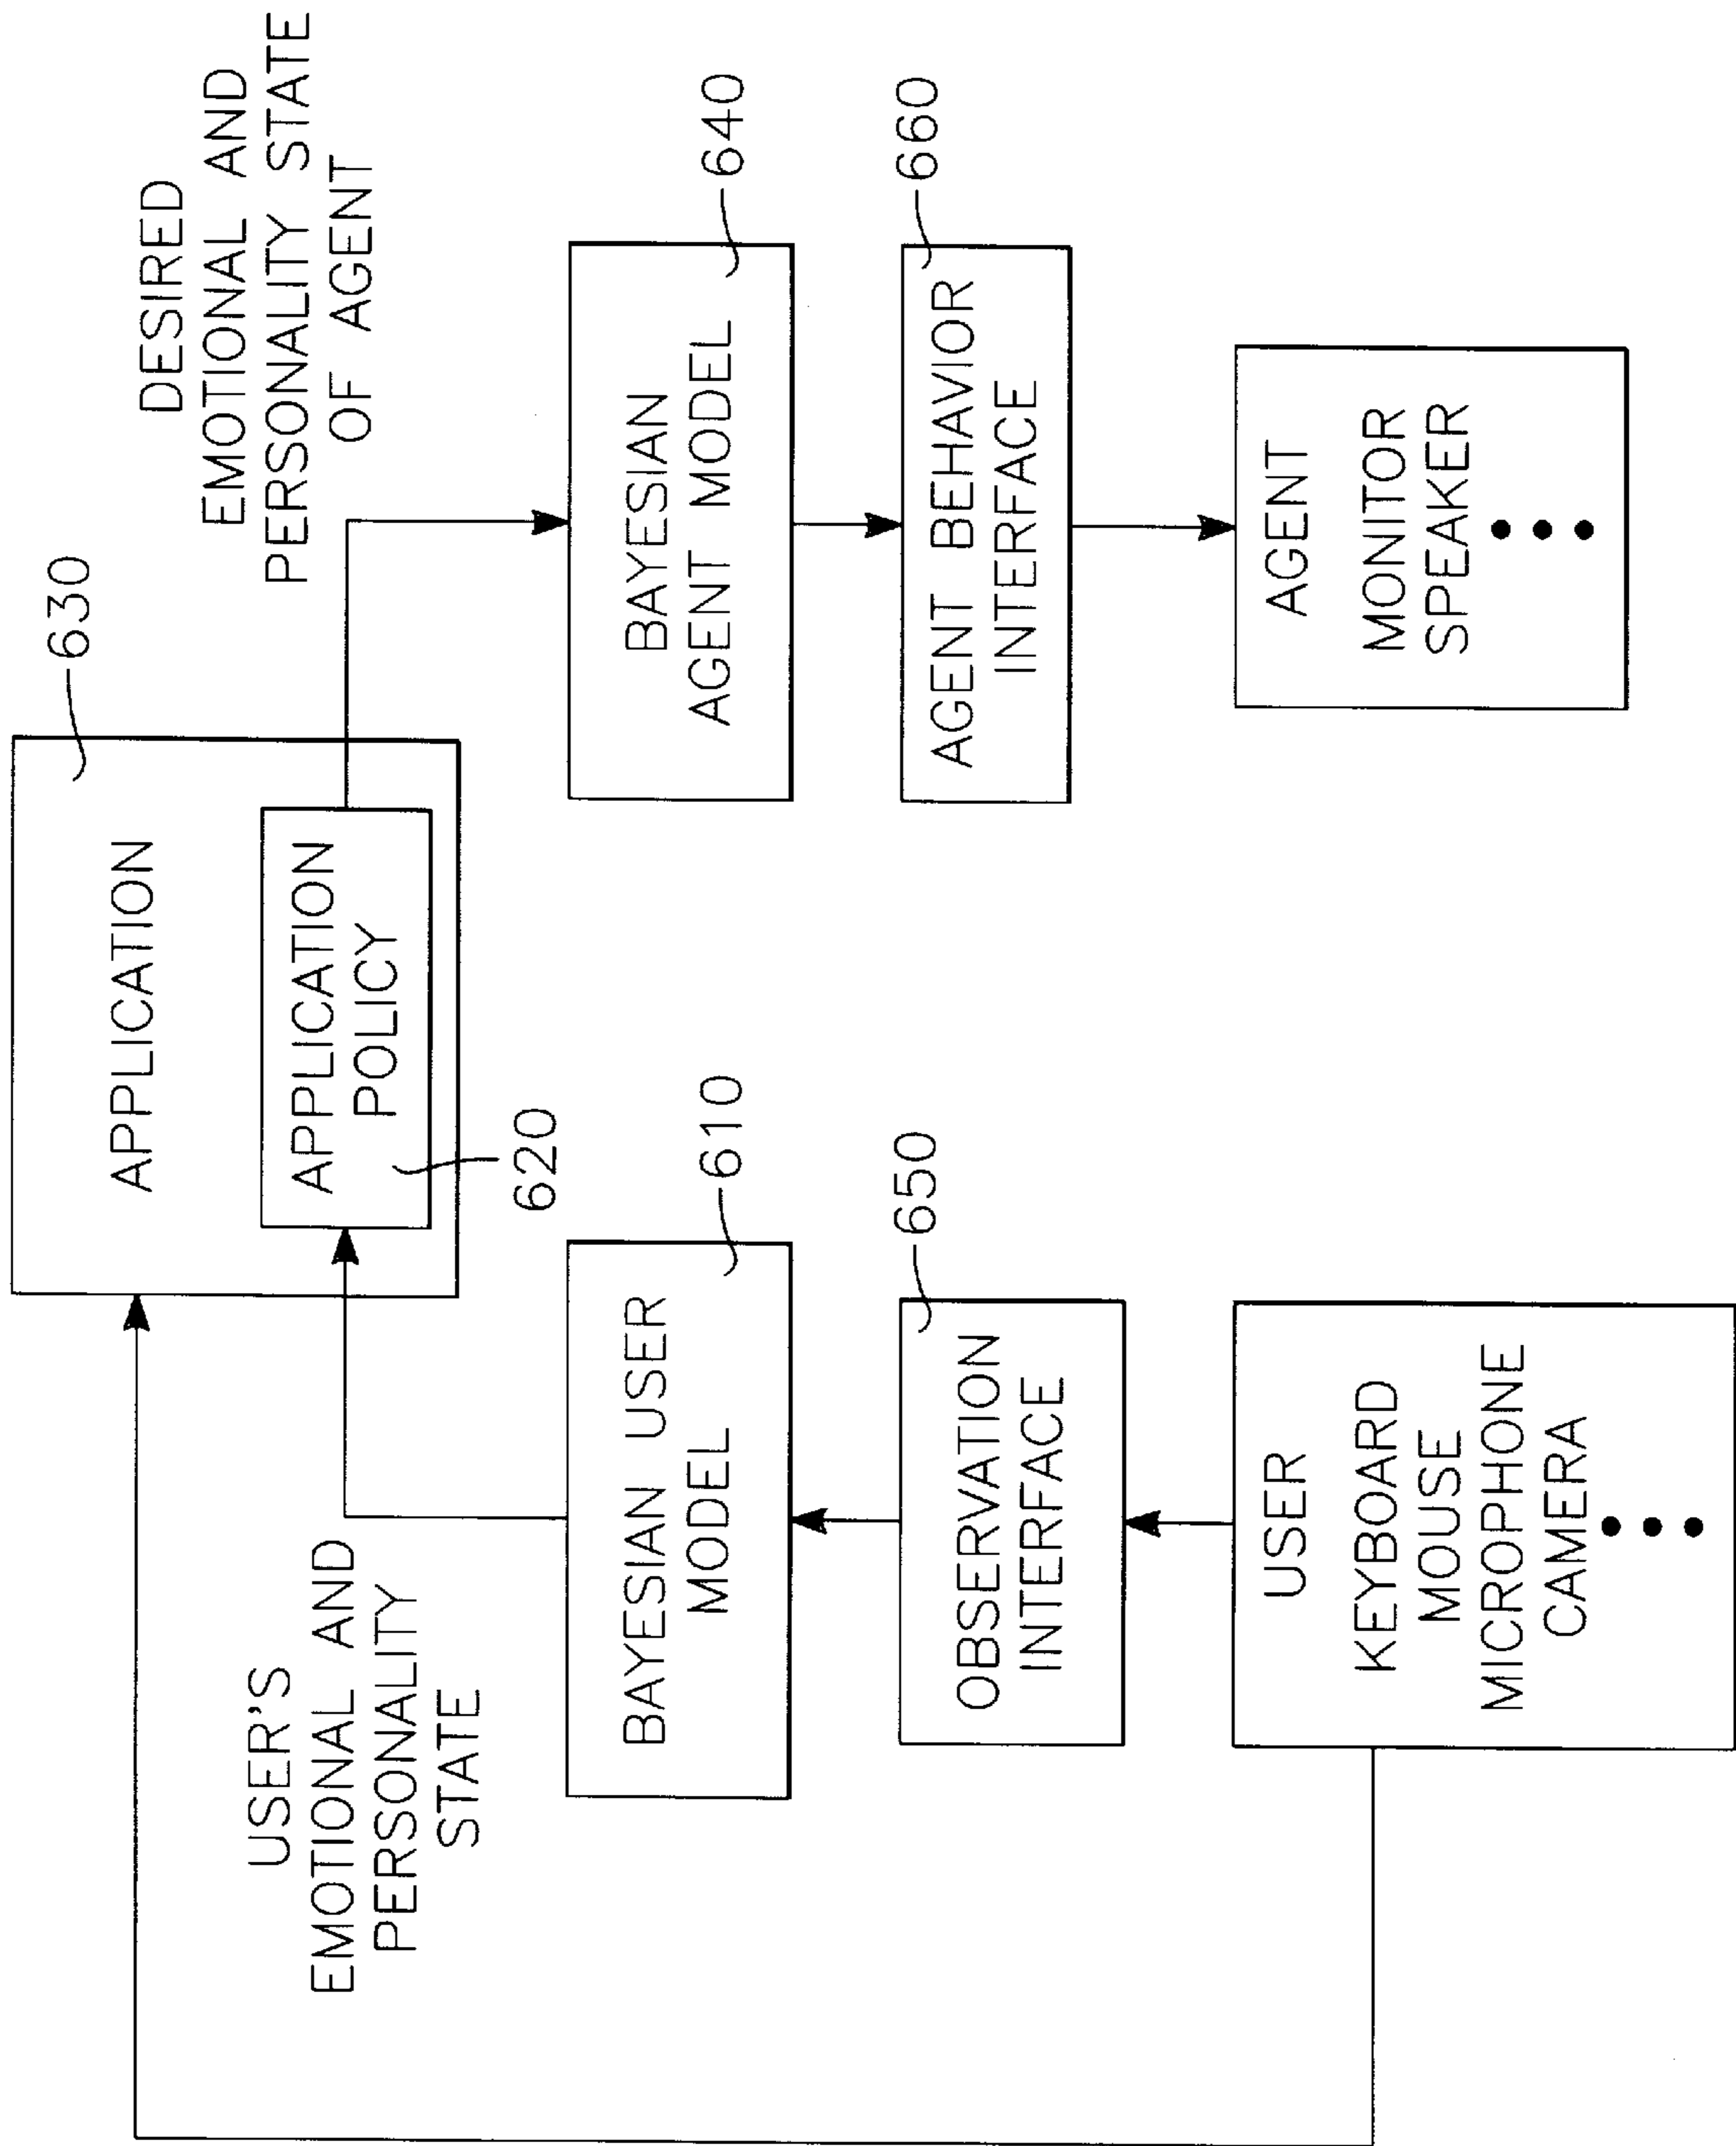 630
APPLICATION
APPLICATION
POLICY
620
USER'S
EMOTIONAL AND
PERSONALITY
STATE
DESIRED
EMOTIONAL AND
PERSONALITY STATE
OF AGENT
BAYESIAN USER
MODEL
610
BAYESIAN
AGENT MODEL
640
OBSERVATION
INTERFACE
650
AGENT BEHAVIOR
INTERFACE
660
USER
KEYBOARD
MOUSE
MICROPHONE
CAMERA
AGENT
MONITOR
SPEAKER